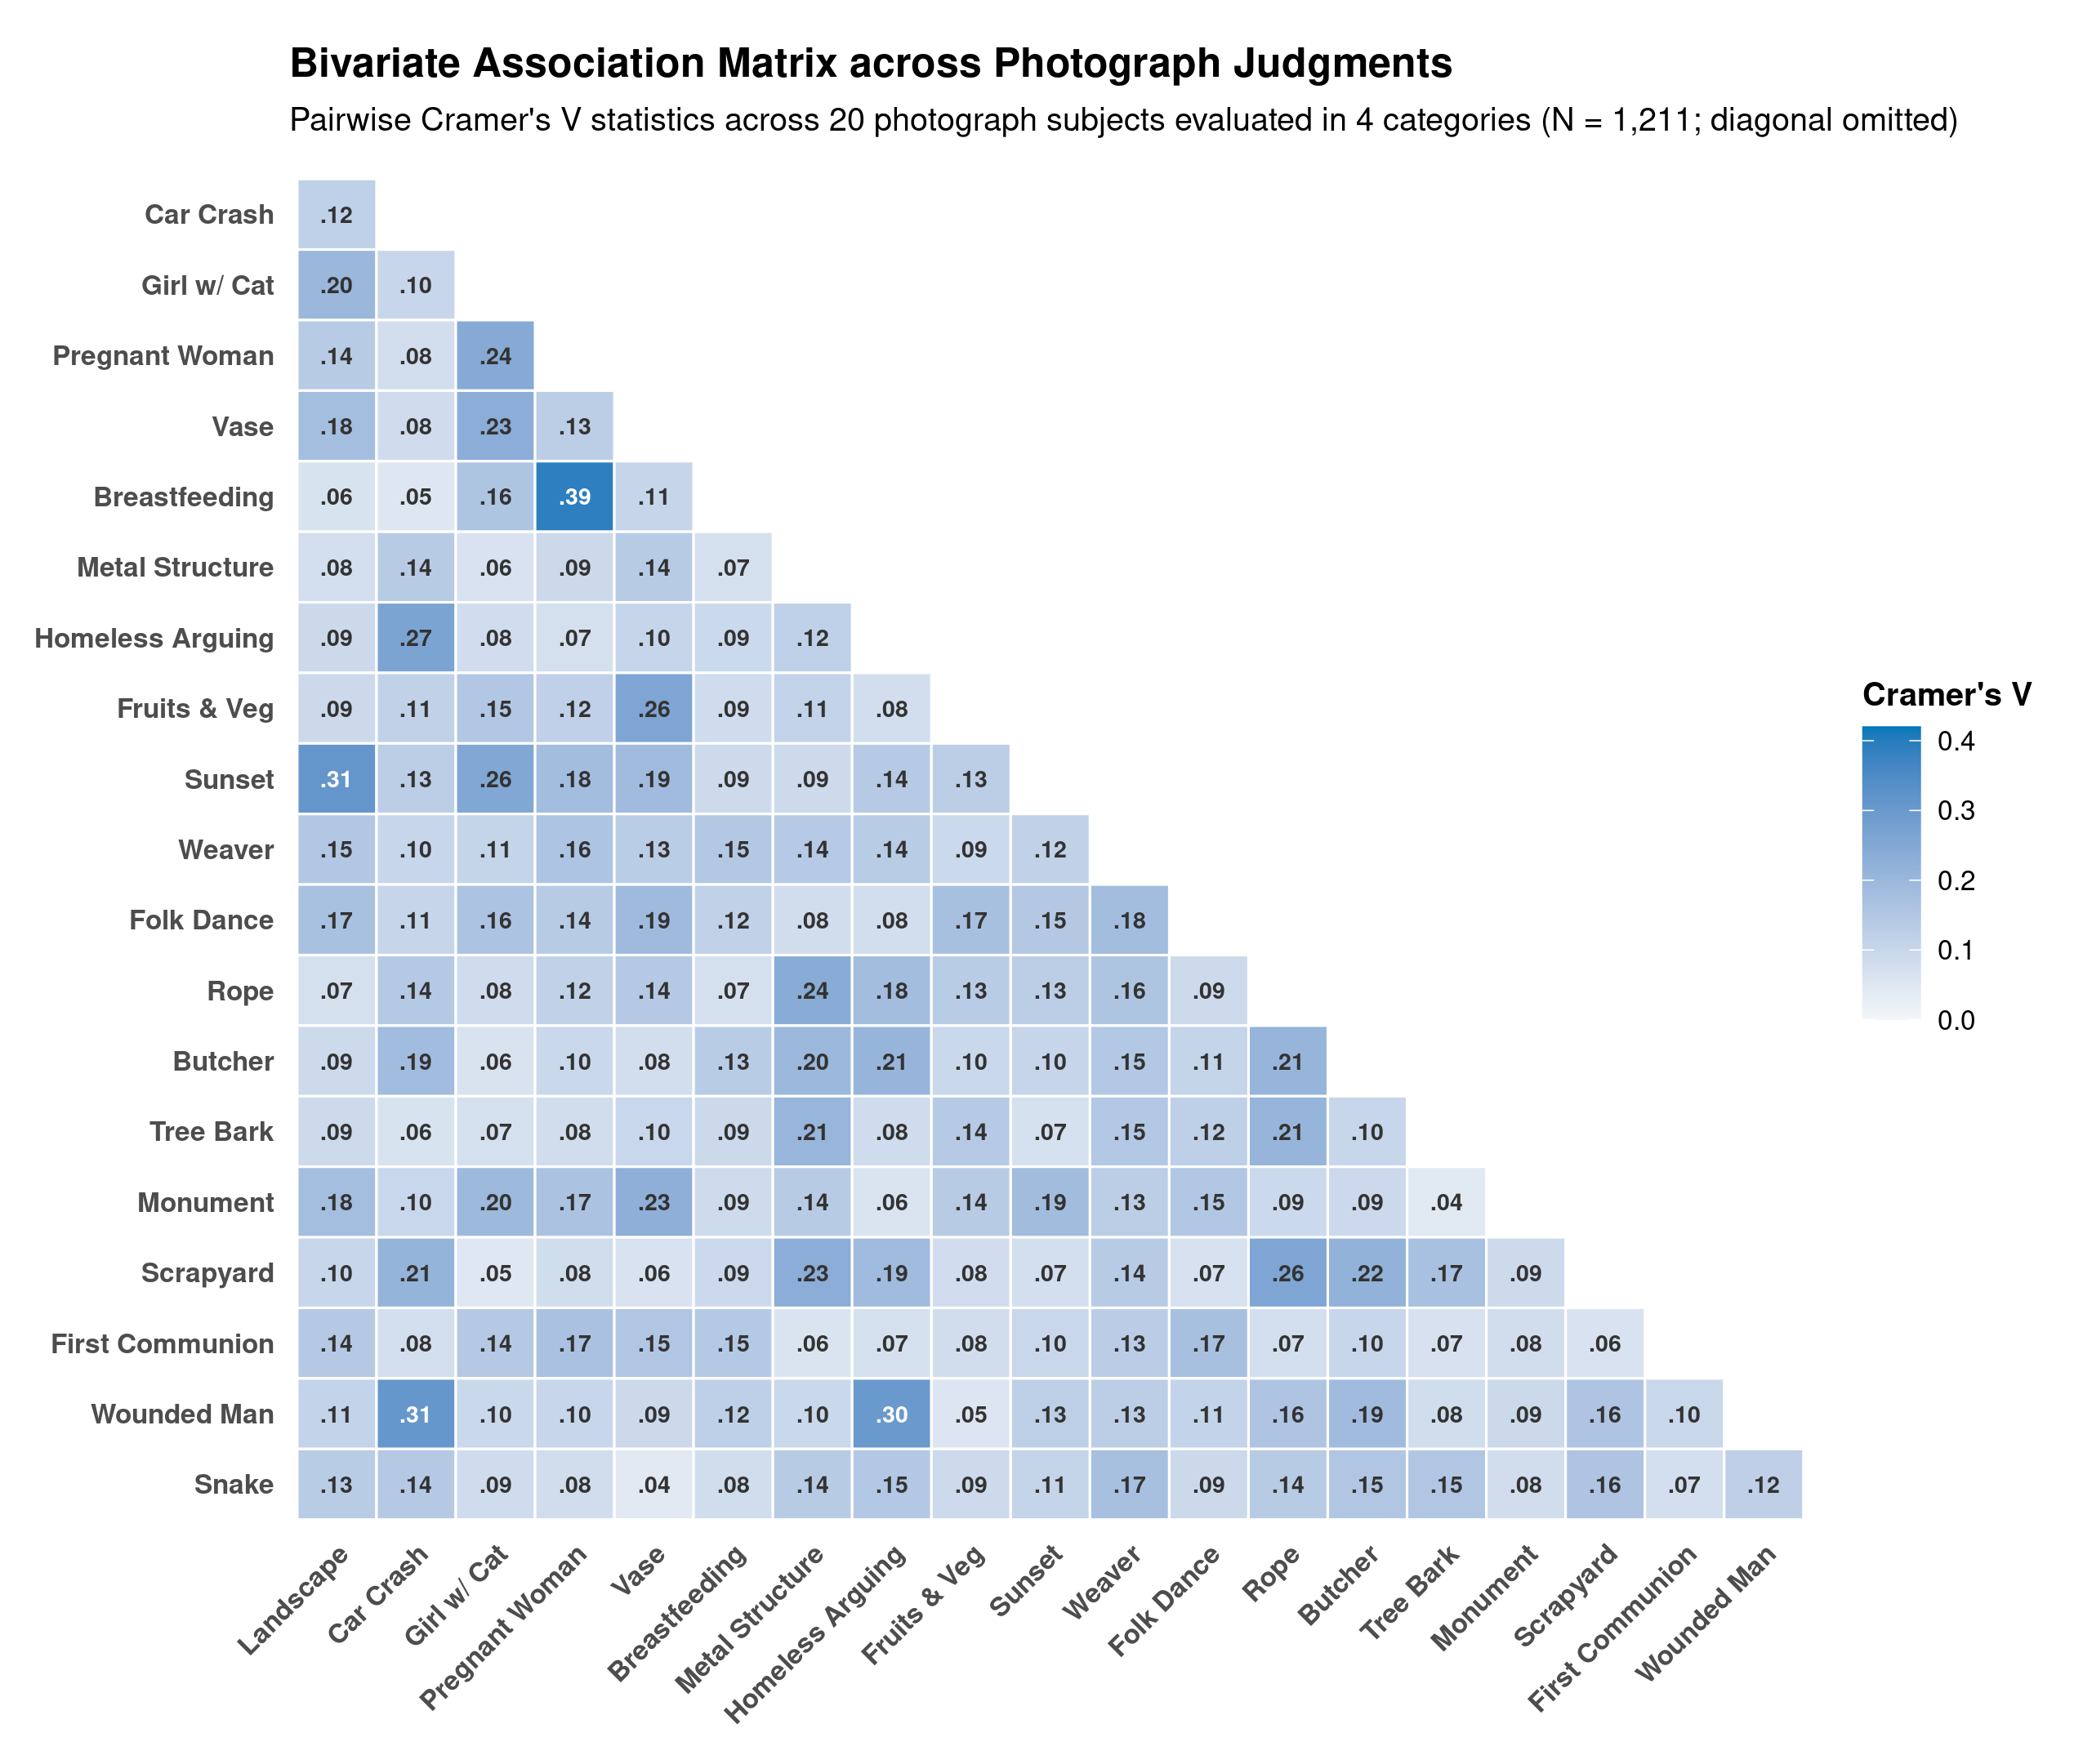 Bivariate Association Matrix across Photograph Judgments
Pairwise Cramer's V statistics across 20 photograph subjects evaluated in 4 categories (N = 1,211; diagonal omitted)
Car Crash .12
Girl w/ Cat .20 .10
Pregnant Woman .14 .08 .24
Vase .18 .08 .23 .13
Breastfeeding .06 .05 .16 .39 .11
Metal Structure .08 .14 .06 .09 .14 .07
Homeless Arguing .09 .27 .08 .07 .10 .09 .12
Fruits & Veg .09 .11 .15 .12 .26 .09 .11 .08
Sunset .31 .13 .26 .18 .19 .09 .09 .14 .13
Weaver .15 .10 .11 .16 .13 .15 .14 .14 .09 .12
Folk Dance .17 .11 .16 .14 .19 .12 .08 .08 .17 .15 .18
Rope .07 .14 .08 .12 .14 .07 .24 .18 .13 .13 .16 .09
Butcher .09 .19 .06 .10 .08 .13 .20 .21 .10 .10 .15 .11 .21
Tree Bark .09 .06 .07 .08 .10 .09 .21 .08 .14 .07 .15 .12 .21 .10
Monument .18 .10 .20 .17 .23 .09 .14 .06 .14 .19 .13 .15 .09 .09 .04
Scrapyard .10 .21 .05 .08 .06 .09 .23 .19 .08 .07 .14 .07 .26 .22 .17 .09
First Communion .14 .08 .14 .17 .15 .15 .06 .07 .08 .10 .13 .17 .07 .10 .07 .08 .06
Wounded Man .11 .31 .10 .10 .09 .12 .10 .30 .05 .13 .13 .11 .16 .19 .08 .09 .16 .10
Snake .13 .14 .09 .08 .04 .08 .14 .15 .09 .11 .17 .09 .14 .15 .15 .08 .16 .07 .12
Landscape
Car Crash
Girl w/ Cat
Pregnant Woman
Vase
Breastfeeding
Metal Structure
Homeless Arguing
Fruits & Veg
Sunset
Weaver
Folk Dance
Rope
Butcher
Tree Bark
Monument
Scrapyard
First Communion
Wounded Man
Cramer's V
0.4
0.3
0.2
0.1
0.0